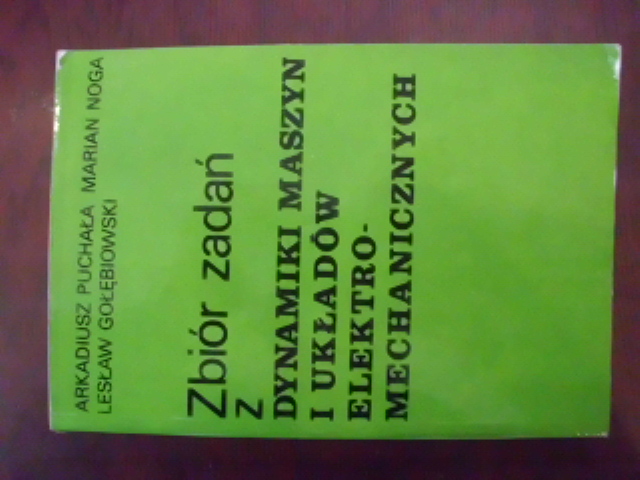 ARKADIUSZ PUCHAŁA MARIAN NOGA
LESŁAW GOŁĘBIOWSKI
Zbiór zadań
z
DYNAMIKI MASZYN
I UKŁADÓW
ELEKTRO-
MECHANICZNYCH